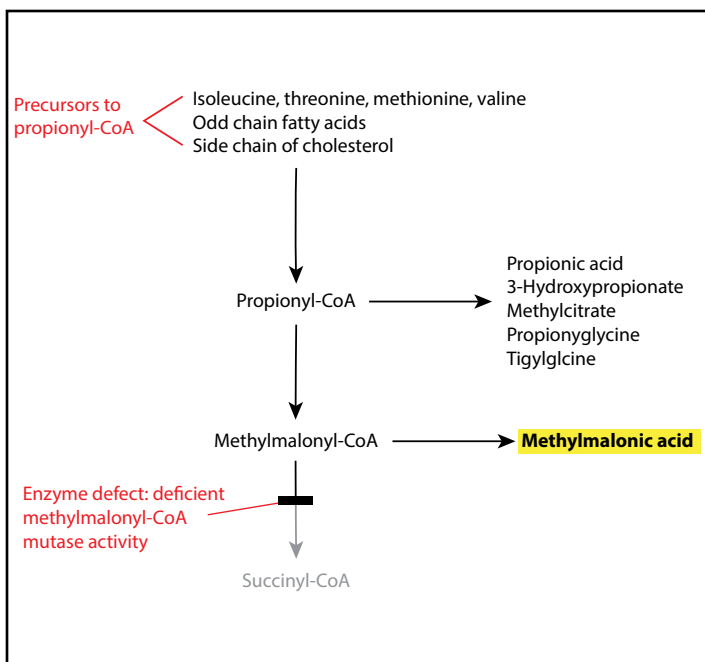 Precursors to
propionyl-CoA
Isoleucine, threonine, methionine, valine
Odd chain fatty acids
Side chain of cholesterol
Propionyl-CoA
Propionic acid
3-Hydroxypropionate
Methylcitrate
Propionyglycine
Tigylglcine
Methylmalonyl-CoA
Methylmalonic acid
Enzyme defect: deficient
methylmalonyl-CoA
mutase activity
Succinyl-CoA